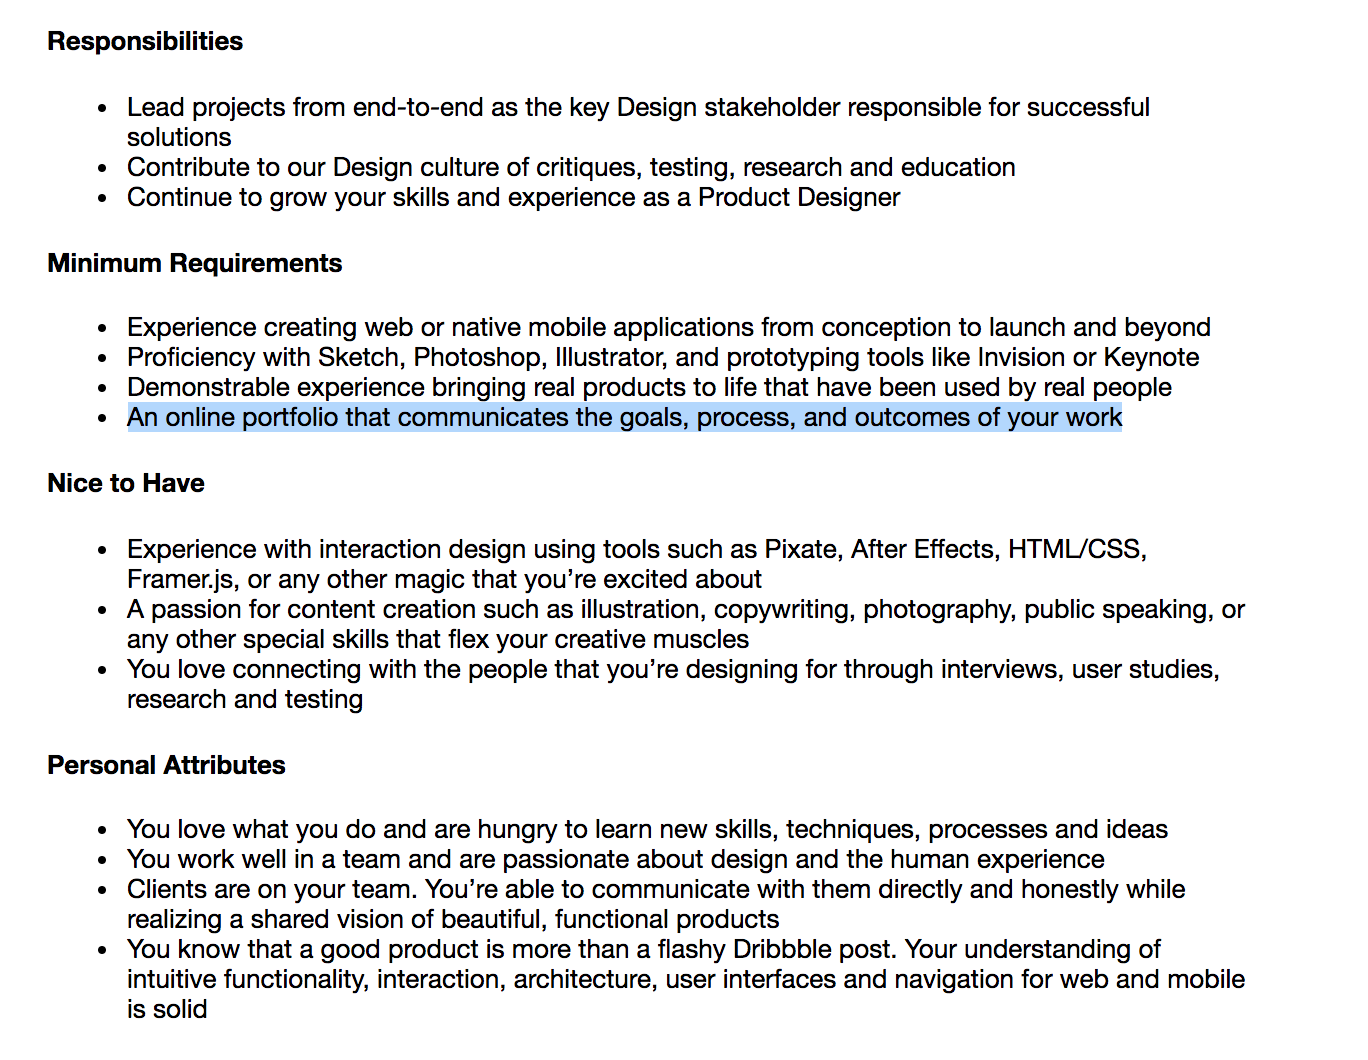 Responsibilities
• Lead projects from end-to-end as the key Design stakeholder responsible for successful
solutions
• Contribute to our Design culture of critiques, testing, research and education
• Continue to grow your skills and experience as a Product Designer
Minimum Requirements
• Experience creating web or native mobile applications from conception to launch and beyond
• Proficiency with Sketch, Photoshop, Illustrator, and prototyping tools like Invision or Keynote
• Demonstrable experience bringing real products to life that have been used by real people
• An online portfolio that communicates the goals, process, and outcomes of your work
Nice to Have
• Experience with interaction design using tools such as Pixate, After Effects, HTML/CSS,
Framer.js, or any other magic that you’re excited about
• A passion for content creation such as illustration, copywriting, photography, public speaking, or
any other special skills that flex your creative muscles
• You love connecting with the people that you’re designing for through interviews, user studies,
research and testing
Personal Attributes
• You love what you do and are hungry to learn new skills, techniques, processes and ideas
• You work well in a team and are passionate about design and the human experience
• Clients are on your team. You’re able to communicate with them directly and honestly while
realizing a shared vision of beautiful, functional products
• You know that a good product is more than a flashy Dribbble post. Your understanding of
intuitive functionality, interaction, architecture, user interfaces and navigation for web and mobile
is solid